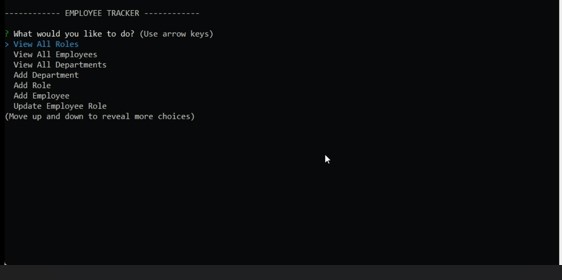 ------------ EMPLOYEE TRACKER ------------
? What would you like to do? (Use arrow keys)
> View All Roles
View All Employees
View All Departments
Add Department
Add Role
Add Employee
Update Employee Role
(Move up and down to reveal more choices)